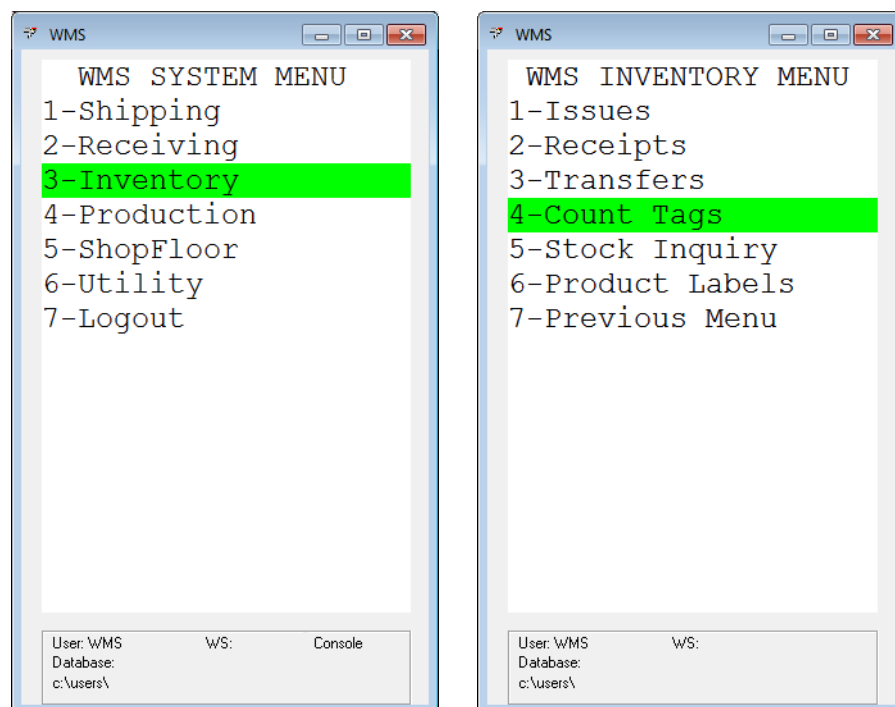 WMS
WMS SYSTEM MENU
1-Shipping
2-Receiving
3-Inventory
4-Production
5-ShopFloor
6-Utility
7-Logout
User: WMS WS: Console
Database:
c:\users\
WMS
WMS INVENTORY MENU
1-Issues
2-Receipts
3-Transfers
4-Count Tags
5-Stock Inquiry
6-Product Labels
7-Previous Menu
User: WMS WS:
Database:
c:\users\